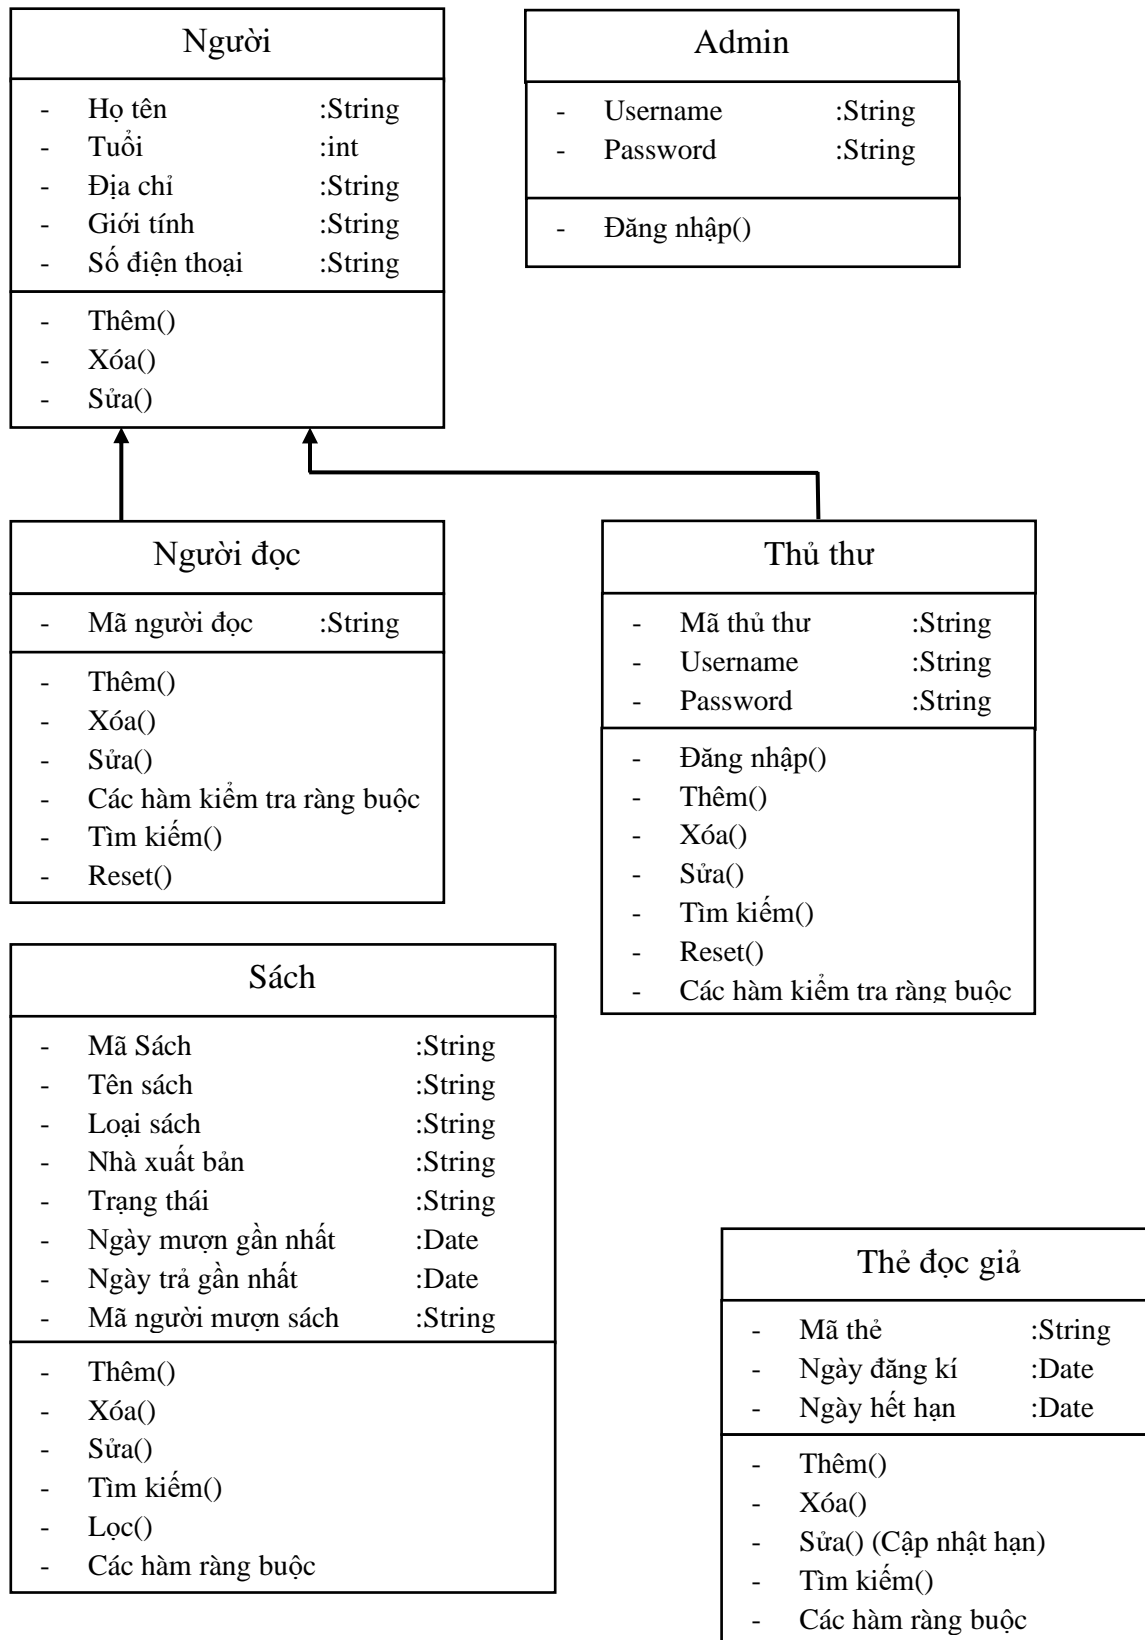 Người
- Họ tên :String
- Tuổi :int
- Địa chỉ :String
- Giới tính :String
- Số điện thoại :String
- Thêm()
- Xóa()
- Sửa()
Admin
- Username :String
- Password :String
- Đăng nhập()
Người đọc
- Mã người đọc :String
- Thêm()
- Xóa()
- Sửa()
- Các hàm kiểm tra ràng buộc
- Tìm kiếm()
- Reset()
Thủ thư
- Mã thủ thư :String
- Username :String
- Password :String
- Đăng nhập()
- Thêm()
- Xóa()
- Sửa()
- Tìm kiếm()
- Reset()
- Các hàm kiểm tra ràng buộc
Sách
- Mã Sách :String
- Tên sách :String
- Loại sách :String
- Nhà xuất bản :String
- Trạng thái :String
- Ngày mượn gần nhất :Date
- Ngày trả gần nhất :Date
- Mã người mượn sách :String
- Thêm()
- Xóa()
- Sửa()
- Tìm kiếm()
- Lọc()
- Các hàm ràng buộc
Thẻ đọc giả
- Mã thẻ :String
- Ngày đăng kí :Date
- Ngày hết hạn :Date
- Thêm()
- Xóa()
- Sửa() (Cập nhật hạn)
- Tìm kiếm()
- Các hàm ràng buộc